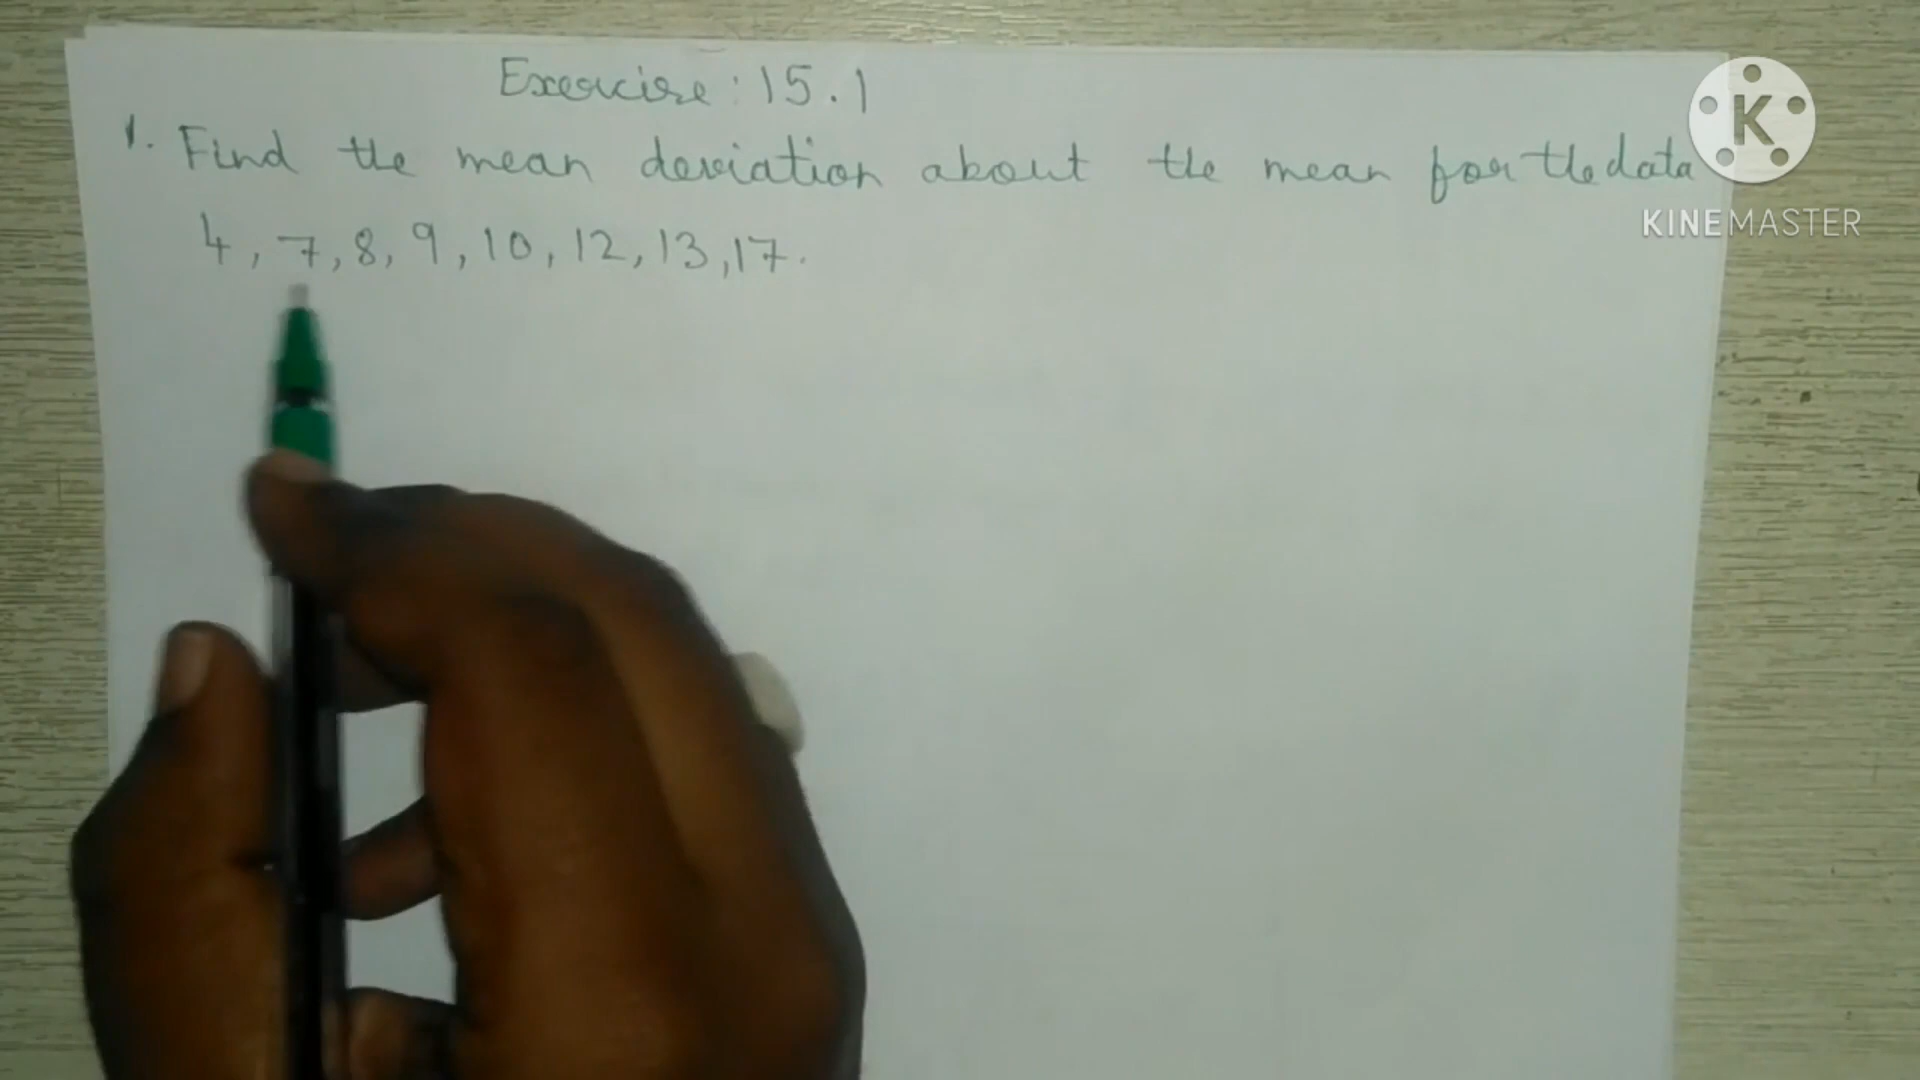 Exercise : 15.1
1. Find the mean deviation about the mean for the data
4, 7, 8, 9, 10, 12, 13, 17.
K
KINEMASTER